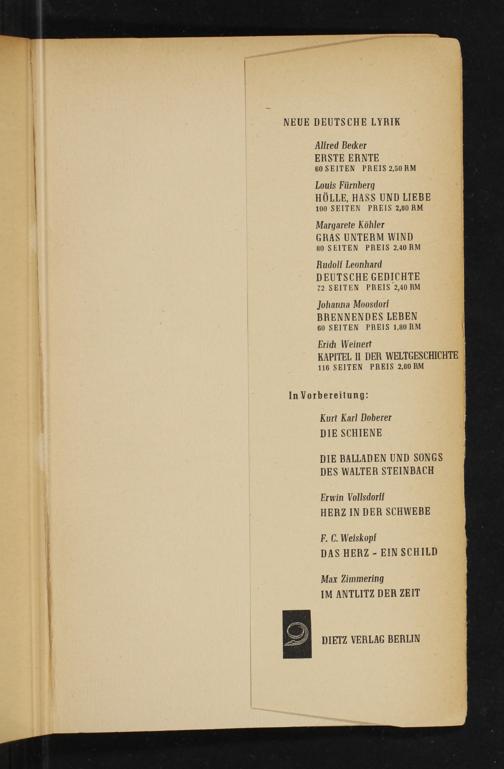 NEUE DEUTSCHE LYRIK
Alfred Becker
ERSTE ERNTE
60 SEITEN PREIS 2,50 RM
Louis Fürnberg
HÖLLE, HASS UND LIEBE
100 SEITEN PREIS 2,80 RM
Margarete Köhler
GRAS UNTERM WIND
80 SEITEN PREIS 2,40 RM
Rudolf Leonhard
DEUTSCHE GEDICHTE
72 SEITEN PREIS 2,40 RM
Johanna Moosdorf
BRENNENDES LEBEN
60 SEITEN PREIS 1,80 RM
Erich Weinert
KAPITEL II DER WELTGESCHICHTE
116 SEITEN PREIS 2,80 RM
In Vorbereitung:
Kurt Karl Doberer
DIE SCHIENE
DIE BALLADEN UND SONGS
DES WALTER STEINBACH
Erwin Vollsdorff
HERZ IN DER SCHWEBE
F. C. Weiskopf
DAS HERZ – EIN SCHILD
Max Zimmering
IM ANTLITZ DER ZEIT
DIETZ VERLAG BERLIN